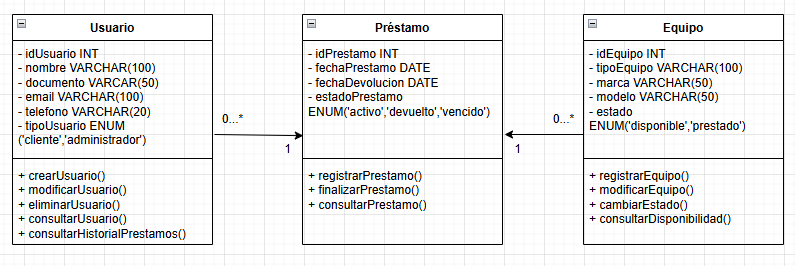 Usuario
- idUsuario INT
- nombre VARCHAR(100)
- documento VARCAR(50)
- email VARCHAR(100)
- telefono VARCHAR(20)
- tipoUsuario ENUM
('cliente','administrador')
+ crearUsuario()
+ modificarUsuario()
+ eliminarUsuario()
+ consultarUsuario()
+ consultarHistorialPrestamos()
0...*
1
Préstamo
- idPrestamo INT
- fechaPrestamo DATE
- fechaDevolucion DATE
- estadoPrestamo
ENUM('activo','devuelto','vencido')
+ registrarPrestamo()
+ finalizarPrestamo()
+ consultarPrestamo()
0...*
1
Equipo
- idEquipo INT
- tipoEquipo VARCHAR(100)
- marca VARCHAR(50)
- modelo VARCHAR(50)
- estado
ENUM('disponible','prestado')
+ registrarEquipo()
+ modificarEquipo()
+ cambiarEstado()
+ consultarDisponibilidad()